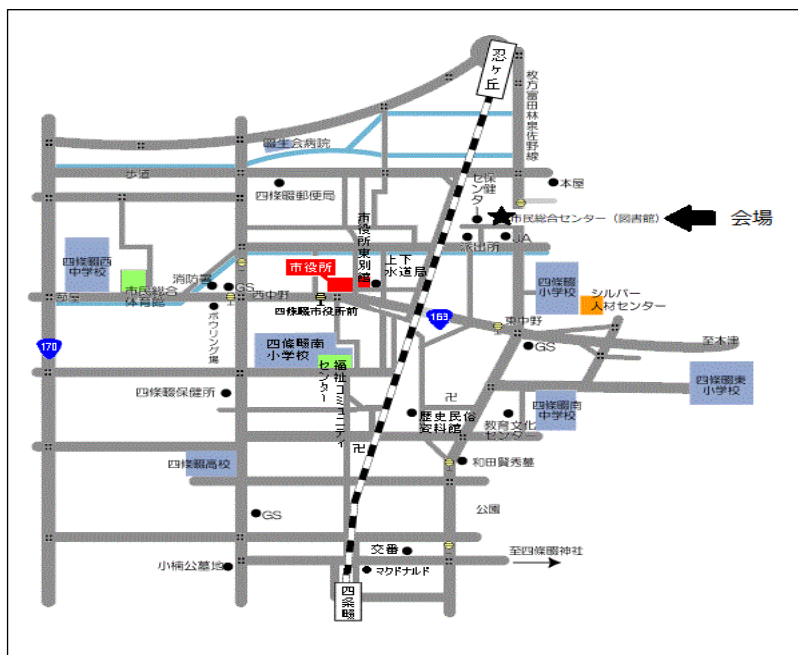 忍ヶ丘
枚方富田林泉佐野線
畷生会病院
歩道
四條畷郵便局
保健
センター
本屋
市民総合センター（図書館）
会場
派出所
JA
市役所東別館
上下
水道局
四條畷西
中学校
市民総合
体育館
消防署
GS
市役所
西中野
四條畷市役所前
四條畷
小学校
シルバー
人材センター
163
東中野
至木津
GS
170
ボウリング場
四條畷南
小学校
福祉コミュニティ
センター
四條畷東
小学校
四條畷保健所
卍
歴史民俗
資料館
四條畷南
中学校
教育文化
センター
卍
四條畷高校
和田賢秀墓
GS
公園
交番
至四條畷神社
小楠公墓地
マクドナルド
四条畷